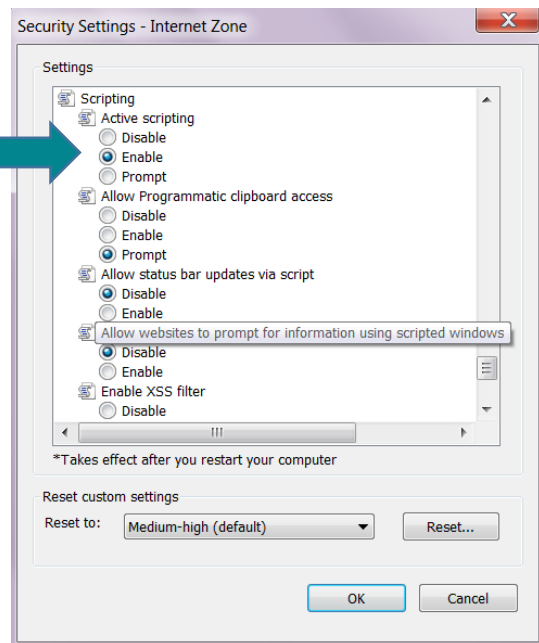 Security Settings - Internet Zone
X
Settings
Scripting
Active scripting
Disable
Enable
Prompt
Allow Programmatic clipboard access
Disable
Enable
Prompt
Allow status bar updates via script
Disable
Enable
Allow websites to prompt for information using scripted windows
Disable
Enable
Enable XSS filter
Disable
*Takes effect after you restart your computer
Reset custom settings
Reset to: Medium-high (default) Reset...
OK Cancel